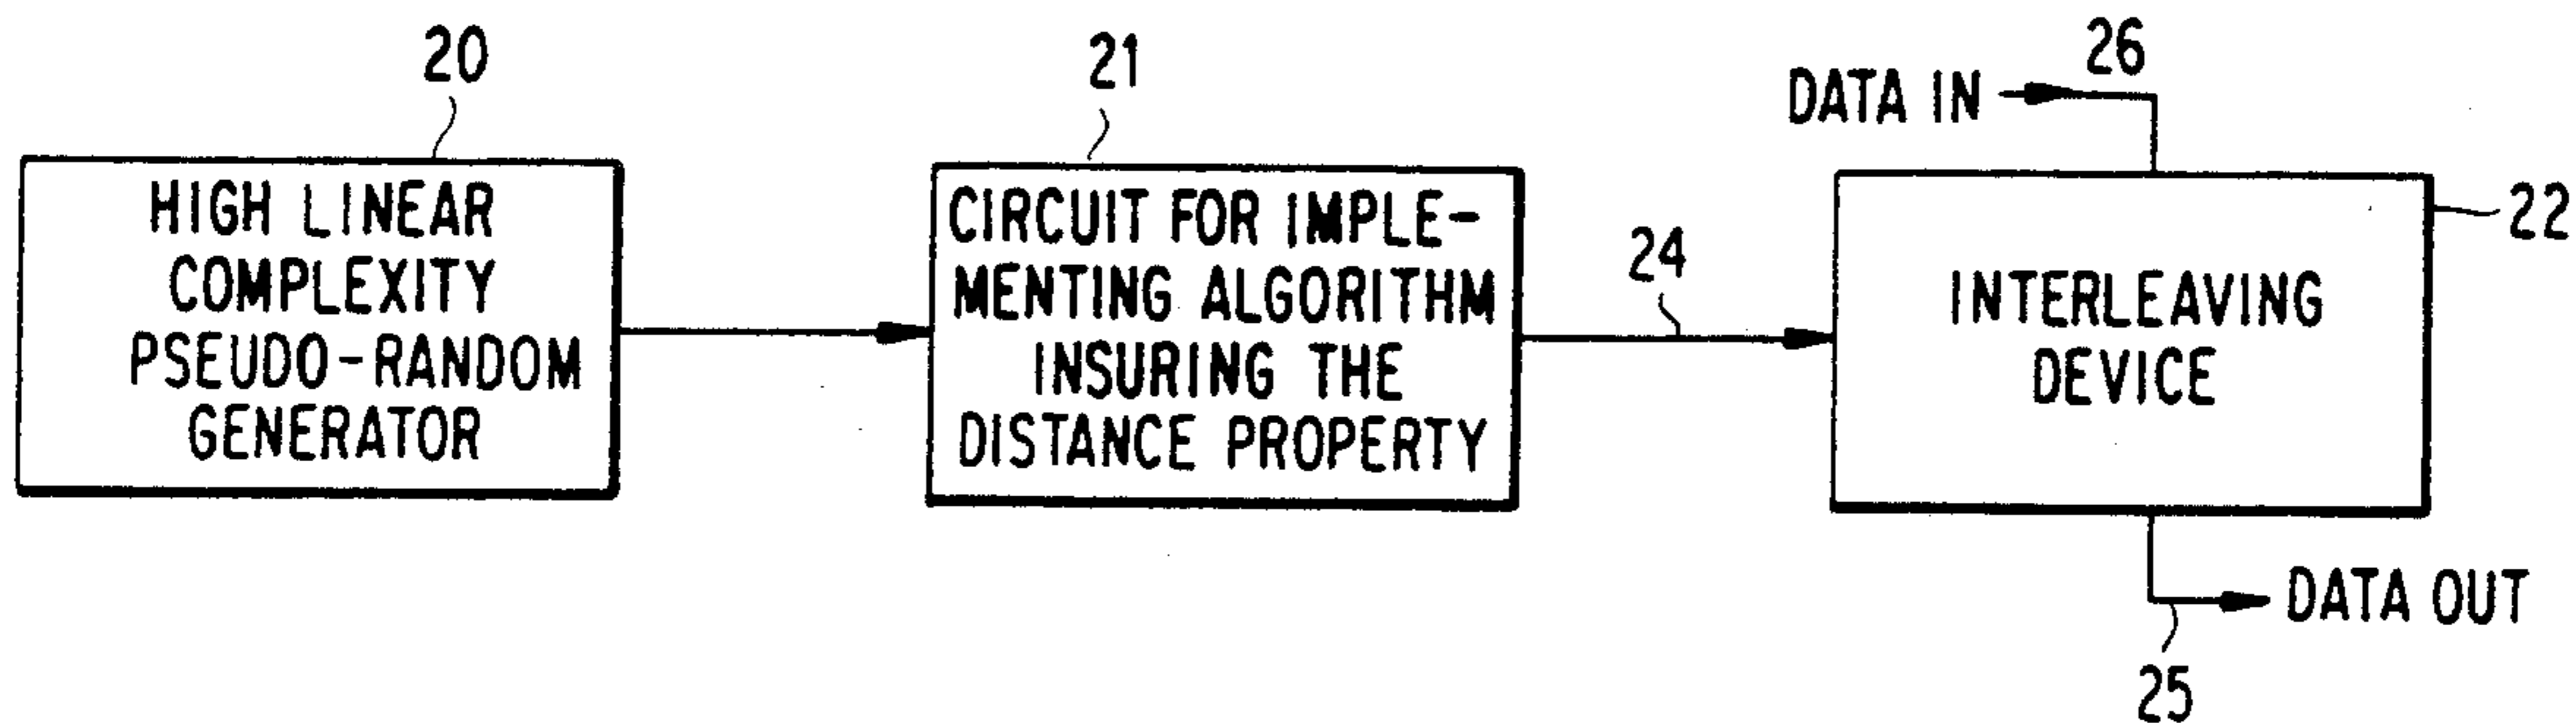 20
HIGH LINEAR
COMPLEXITY
PSEUDO-RANDOM
GENERATOR
21
CIRCUIT FOR IMPLE-
MENTING ALGORITHM
INSURING THE
DISTANCE PROPERTY
24
DATA IN
26
INTERLEAVING
DEVICE
22
DATA OUT
25